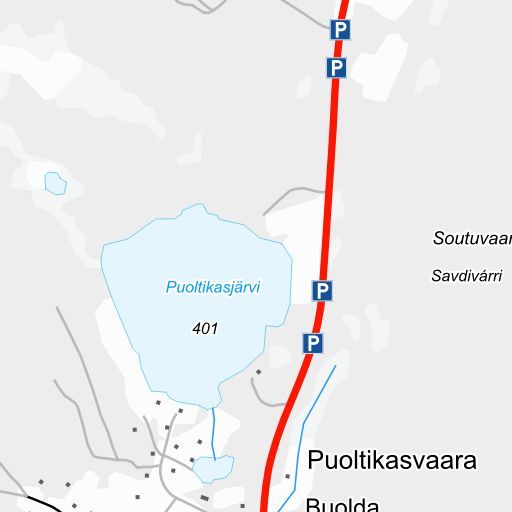 P
P
Soutuvaar
Savdivárri
Puoltikasjärvi
P
401
P
Puoltikasvaara
Buolda